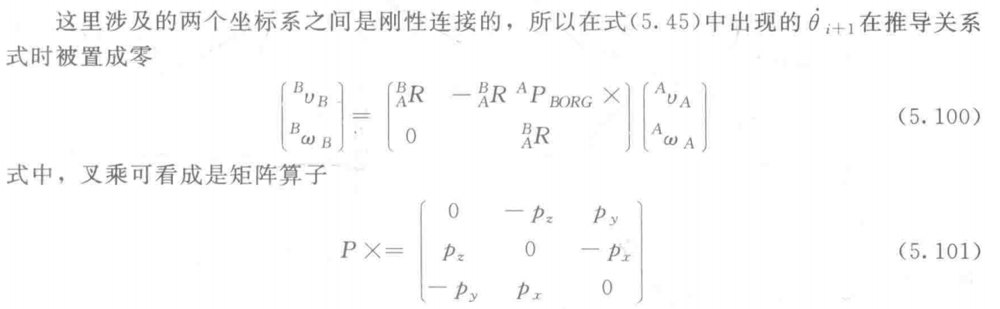 这里涉及的两个坐标系之间是刚性连接的，所以在式(5.45)中出现的 θ̇ᵢ₊₁ 在推导关系
式时被置成零
$$\begin{bmatrix} {}^{B}\upsilon_{B} \\ {}^{B}\omega_{B} \end{bmatrix} = \begin{bmatrix} {}^{B}_{A}R & -{}^{B}_{A}R\,{}^{A}P_{BORG}\times \\ 0 & {}^{B}_{A}R \end{bmatrix} \begin{bmatrix} {}^{A}\upsilon_{A} \\ {}^{A}\omega_{A} \end{bmatrix} \quad (5.100)$$
式中，叉乘可看成是矩阵算子
$$P\times = \begin{bmatrix} 0 & -p_z & p_y \\ p_z & 0 & -p_x \\ -p_y & p_x & 0 \end{bmatrix} \quad (5.101)$$